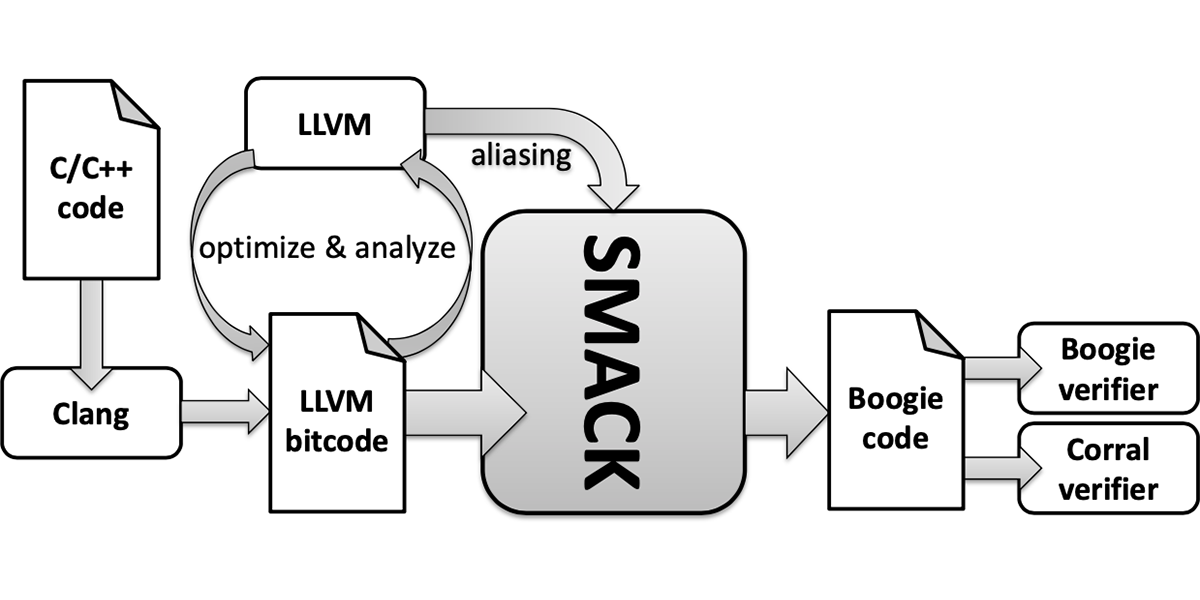 C/C++
code
LLVM
aliasing
optimize & analyze
Clang
LLVM
bitcode
SMACK
Boogie
code
Boogie
verifier
Corral
verifier